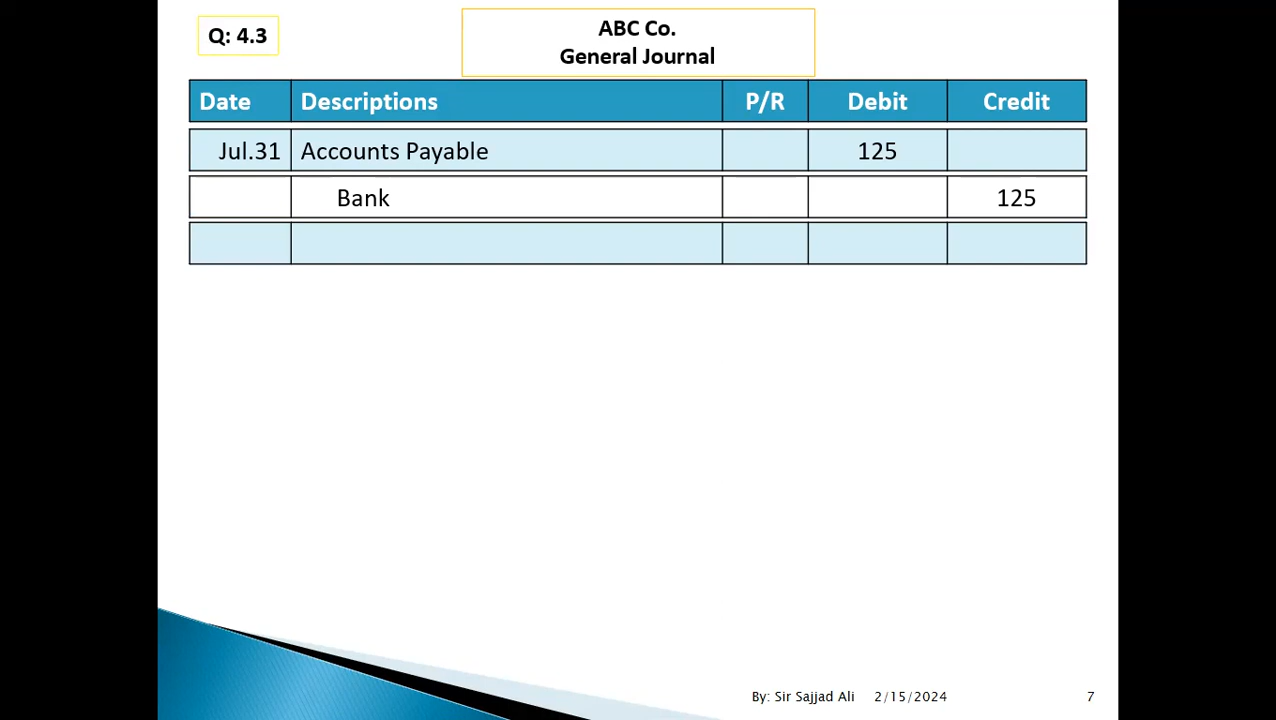 Q: 4.3
ABC Co.
General Journal
Date Descriptions P/R Debit Credit
Jul.31 Accounts Payable 125
Bank 125
By: Sir Sajjad Ali 2/15/2024 7